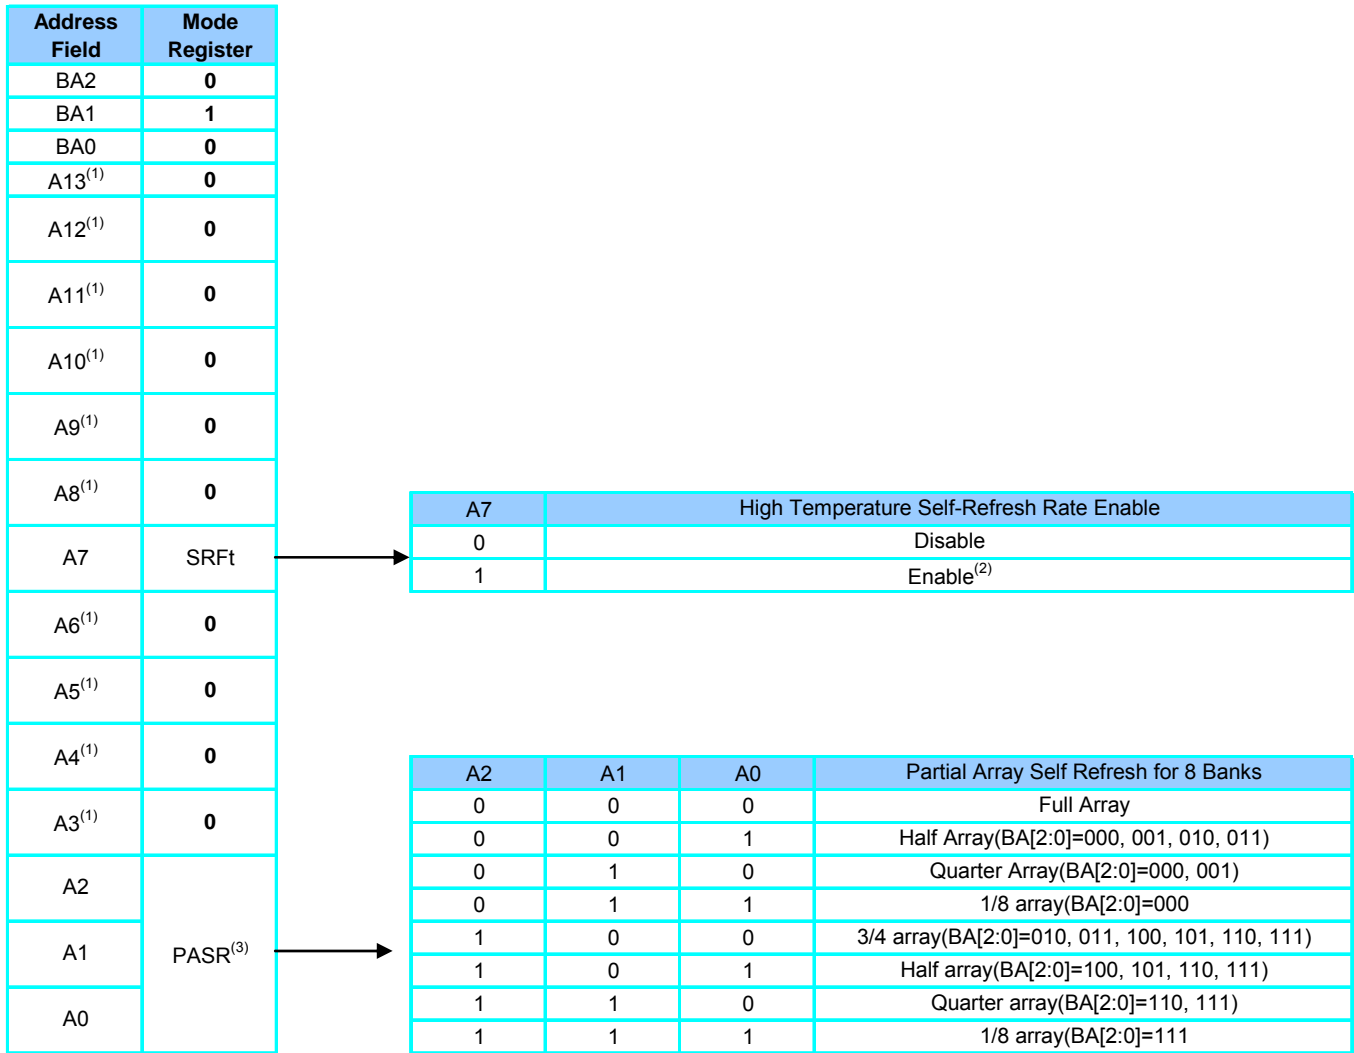 Address Field Mode Register
BA2 0
BA1 1
BA0 0
A13(1) 0
A12(1) 0
A11(1) 0
A10(1) 0
A9(1) 0
A8(1) 0
A7 SRFt
A6(1) 0
A5(1) 0
A4(1) 0
A3(1) 0
A2
A1 PASR(3)
A0
A7 High Temperature Self-Refresh Rate Enable
0 Disable
1 Enable(2)
A2 A1 A0 Partial Array Self Refresh for 8 Banks
0 0 0 Full Array
0 0 1 Half Array(BA[2:0]=000, 001, 010, 011)
0 1 0 Quarter Array(BA[2:0]=000, 001)
0 1 1 1/8 array(BA[2:0]=000
1 0 0 3/4 array(BA[2:0]=010, 011, 100, 101, 110, 111)
1 0 1 Half array(BA[2:0]=100, 101, 110, 111)
1 1 0 Quarter array(BA[2:0]=110, 111)
1 1 1 1/8 array(BA[2:0]=111